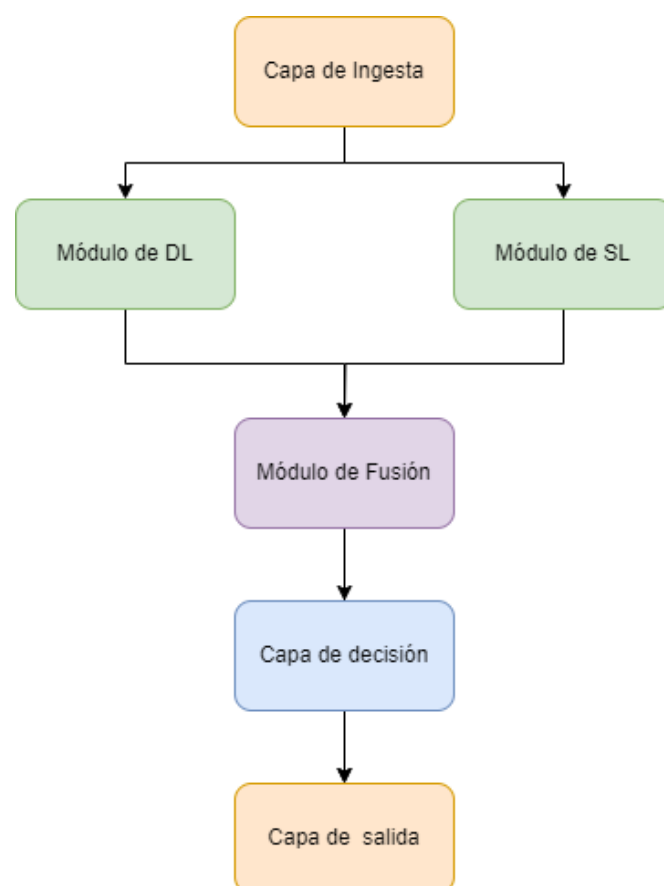 Capa de Ingesta
Módulo de DL
Módulo de SL
Módulo de Fusión
Capa de decisión
Capa de salida